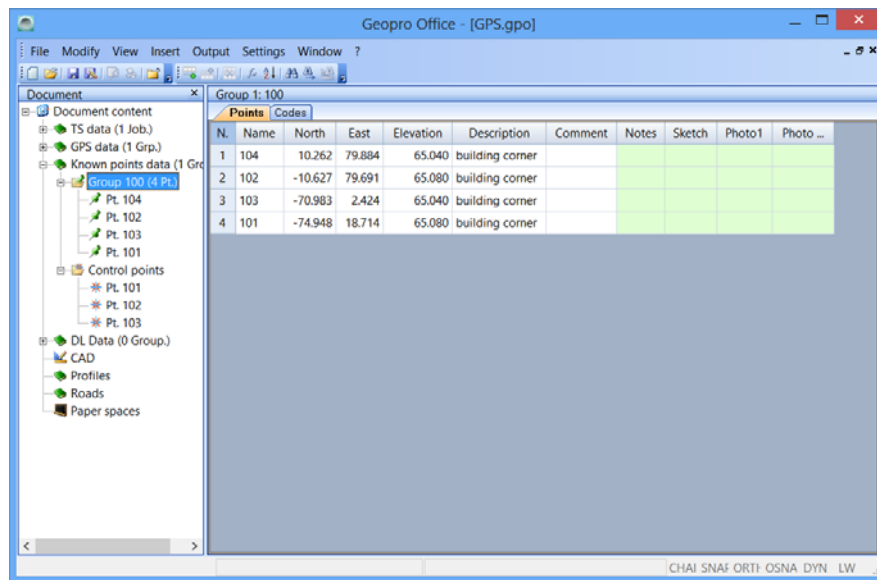 Geopro Office - [GPS.gpo]
File Modify View Insert Output Settings Window ?
Document
Document content
TS data (1 Job.)
GPS data (1 Grp.)
Known points data (1 Gro
Group 100 (4 Pt.)
Pt. 104
Pt. 102
Pt. 103
Pt. 101
Control points
Pt. 101
Pt. 102
Pt. 103
DL Data (0 Group.)
CAD
Profiles
Roads
Paper spaces
Group 1: 100
Points Codes
N. Name North East Elevation Description Comment Notes Sketch Photo1 Photo ...
1 104 10.262 79.884 65.040 building corner
2 102 -10.627 79.691 65.080 building corner
3 103 -70.983 2.424 65.040 building corner
4 101 -74.948 18.714 65.080 building corner
CHAI SNAF ORTH OSNA DYN LW